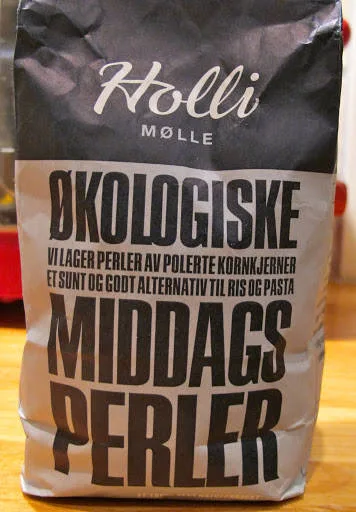 Holli
MØLLE
ØKOLOGISKE
VI LAGER PERLER AV POLERTE KORNKJERNER
ET SUNT OG GODT ALTERNATIV TIL RIS OG PASTA
MIDDAGS
PERLER